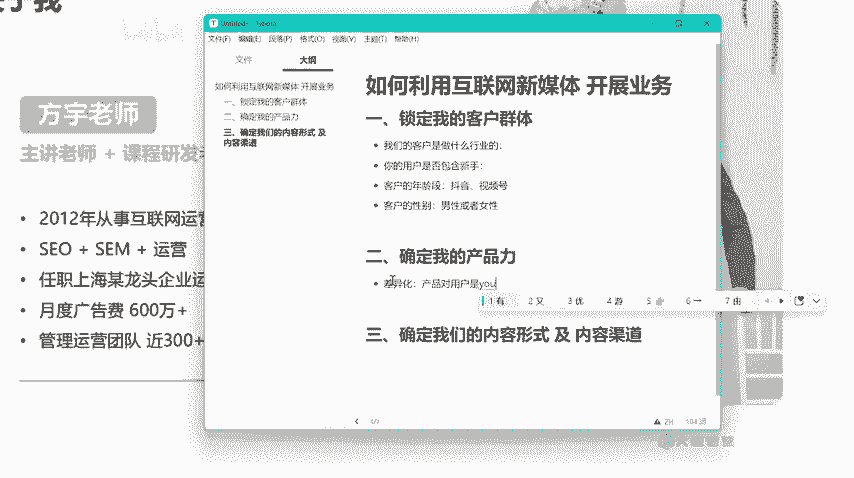 于我
方宇老师
主讲老师 + 课程研发
• 2012年从事互联网运营
• SEO + SEM + 运营
• 任职上海某龙头企业运
• 月度广告费 600万+
• 管理运营团队 近300+
Untitled• - Typora
文件(F) 编辑(E) 段落(P) 格式(O) 视图(V) 主题(T) 帮助(H)
文件 大纲
如何利用互联网新媒体 开展业务
一、锁定我的客户群体
二、确定我的产品力
三、确定我们的内容形式 及
内容渠道
如何利用互联网新媒体 开展业务
一、锁定我的客户群体
• 我们的客户是做什么行业的：
• 你的用户是否包含新手：
• 客户的年龄段：抖音、视频号
• 客户的性别：男性或者女性
二、确定我的产品力
• 差异化：产品对用户是you
1 有 2 又 3 优 4 游 5 6 一 7 由
三、确定我们的内容形式 及 内容渠道
ZH 104 词